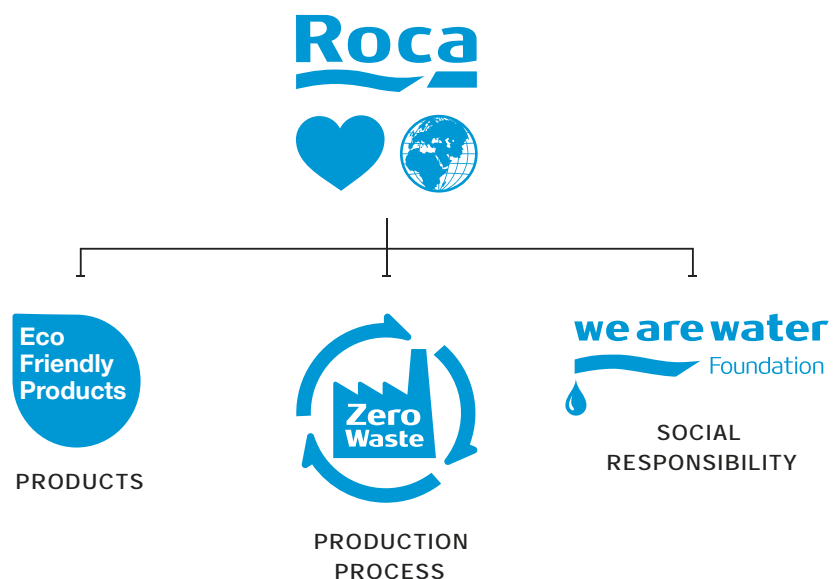 Roca
Eco
Friendly
Products
PRODUCTS
Zero
Waste
PRODUCTION
PROCESS
we are water
Foundation
SOCIAL
RESPONSIBILITY